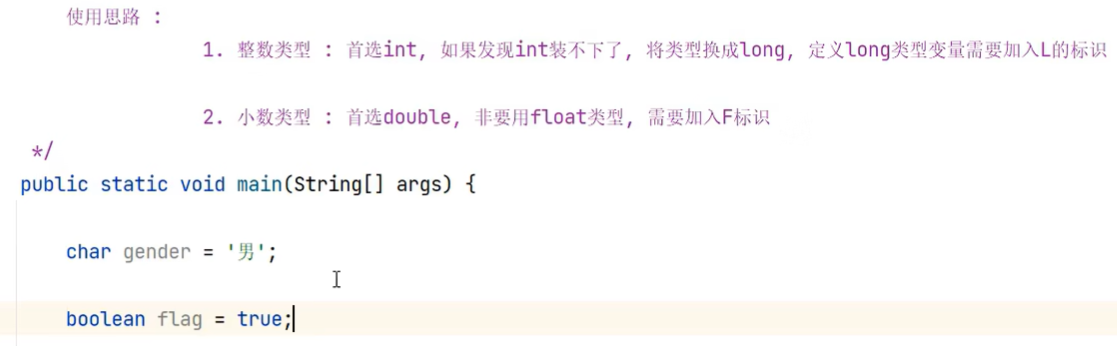 使用思路 :
1. 整数类型 : 首选int, 如果发现int装不下了, 将类型换成long, 定义long类型变量需要加入L的标识
2. 小数类型 : 首选double, 非要用float类型, 需要加入F标识
*/
public static void main(String[] args) {
char gender = '男';
boolean flag = true;